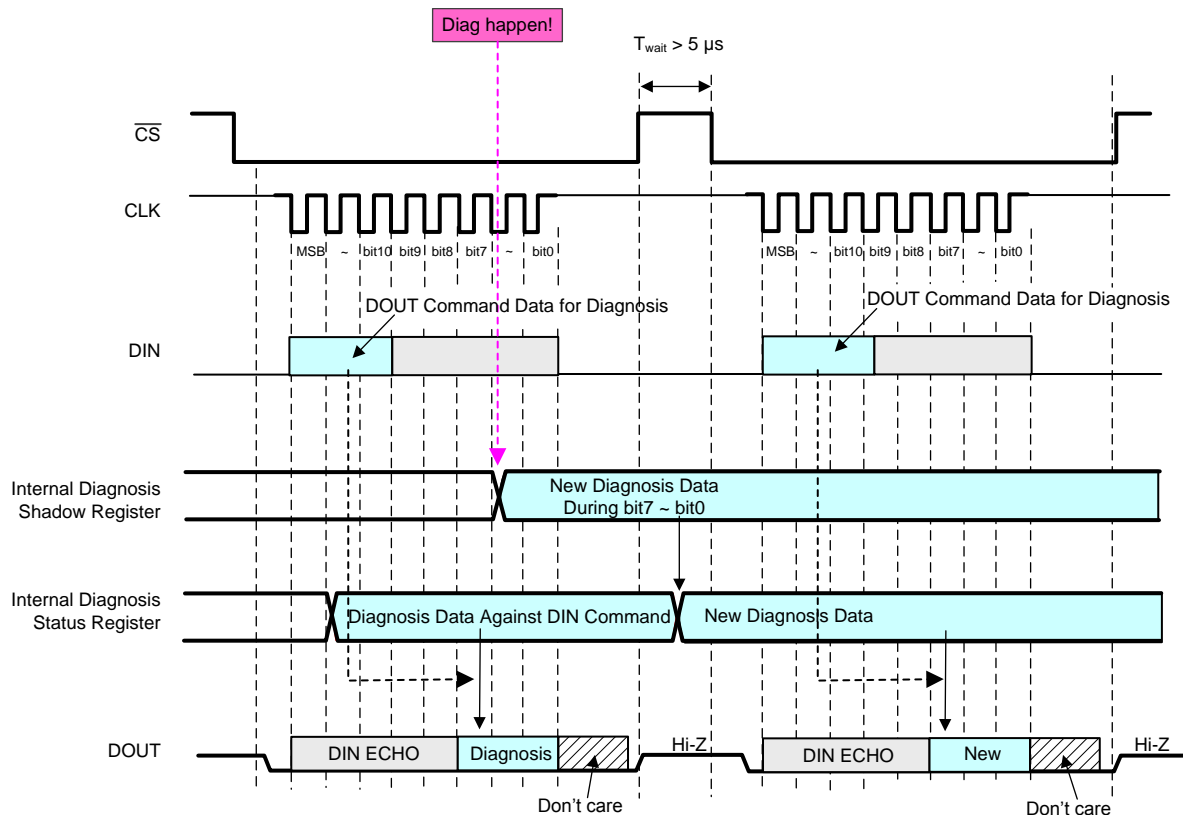 Diag happen!
Twait > 5 µs
CS
CLK
MSB ~ bit10 bit9 bit8 bit7 ~ bit0
MSB ~ bit10 bit9 bit8 bit7 ~ bit0
DOUT Command Data for Diagnosis
DOUT Command Data for Diagnosis
DIN
Internal Diagnosis
Shadow Register
New Diagnosis Data
During bit7 ~ bit0
Internal Diagnosis
Status Register
Diagnosis Data Against DIN Command
New Diagnosis Data
DOUT
DIN ECHO
Diagnosis
Hi-Z
DIN ECHO
New
Hi-Z
Don't care
Don't care